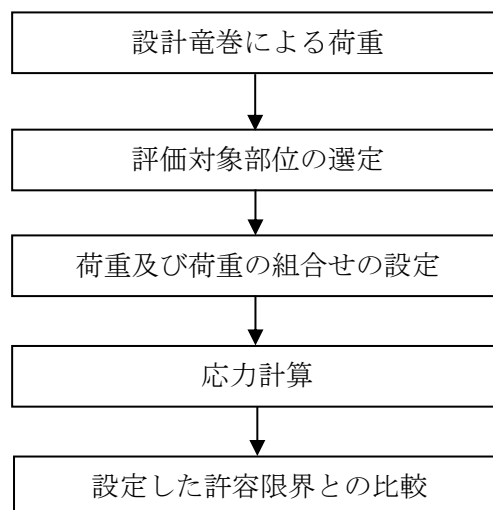 設計竜巻による荷重
評価対象部位の選定
荷重及び荷重の組合せの設定
応力計算
設定した許容限界との比較